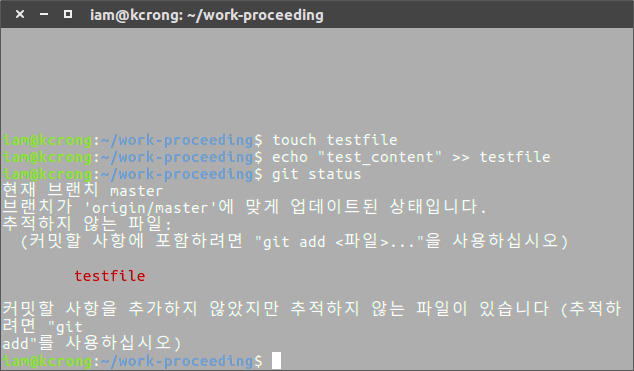 iam@kcrong: ~/work-proceeding
iam@kcrong:~/work-proceeding$ touch testfile
iam@kcrong:~/work-proceeding$ echo "test_content" >> testfile
iam@kcrong:~/work-proceeding$ git status
현재 브랜치 master
브랜치가 'origin/master'에 맞게 업데이트된 상태입니다.
추적하지 않는 파일:
(커밋할 사항에 포함하려면 "git add <파일>..."을 사용하십시오)
testfile
커밋할 사항을 추가하지 않았지만 추적하지 않는 파일이 있습니다 (추적하
려면 "git
add"를 사용하십시오)
iam@kcrong:~/work-proceeding$